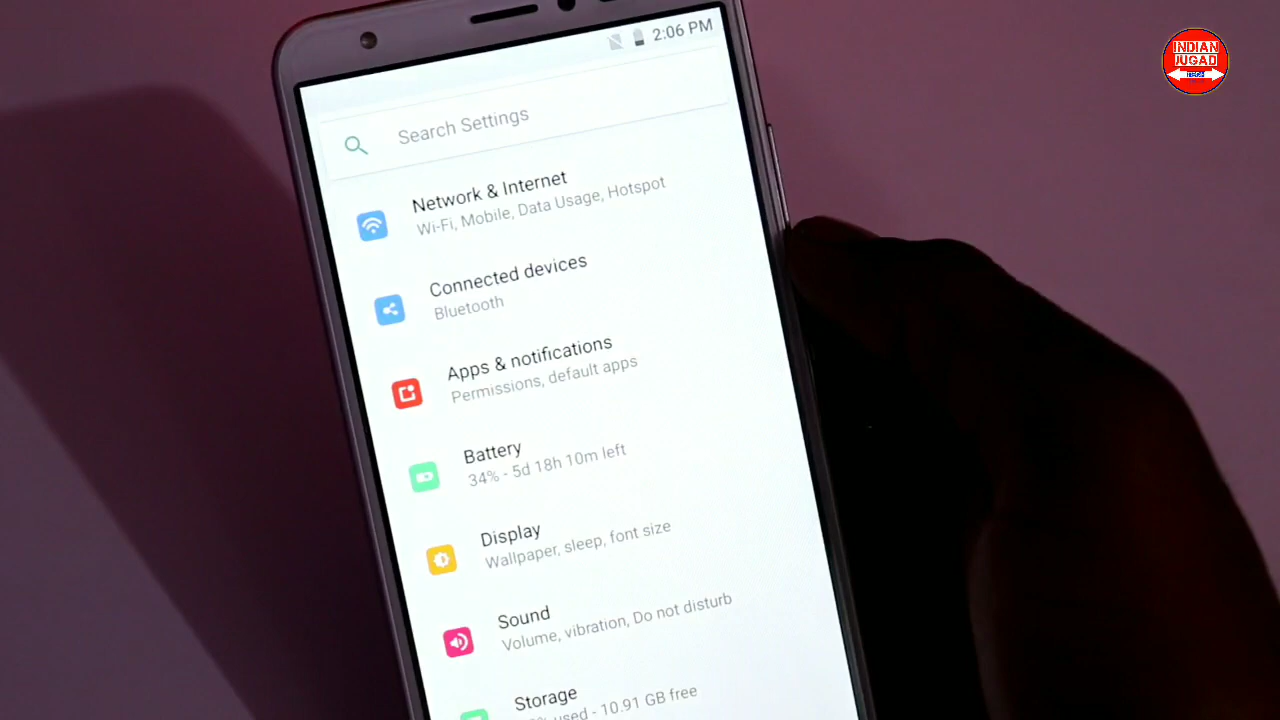 INDIAN
JUGAD
2:06 PM
Search Settings
Network & Internet
Wi-Fi, Mobile, Data Usage, Hotspot
Connected devices
Bluetooth
Apps & notifications
Permissions, default apps
Battery
34% - 5d 18h 10m left
Display
Wallpaper, sleep, font size
Sound
Volume, vibration, Do not disturb
Storage
used - 10.91 GB free